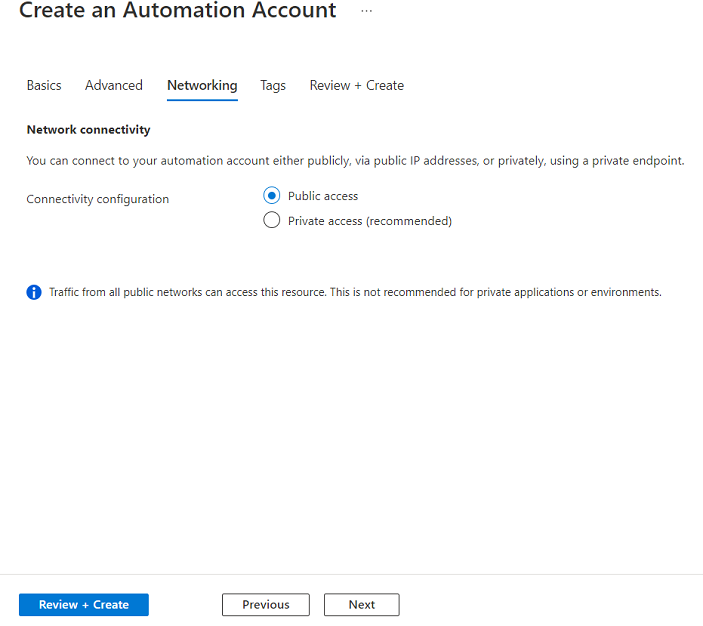 Create an Automation Account ...
Basics Advanced Networking Tags Review + Create
Network connectivity
You can connect to your automation account either publicly, via public IP addresses, or privately, using a private endpoint.
Connectivity configuration
Public access
Private access (recommended)
Traffic from all public networks can access this resource. This is not recommended for private applications or environments.
Review + Create Previous Next